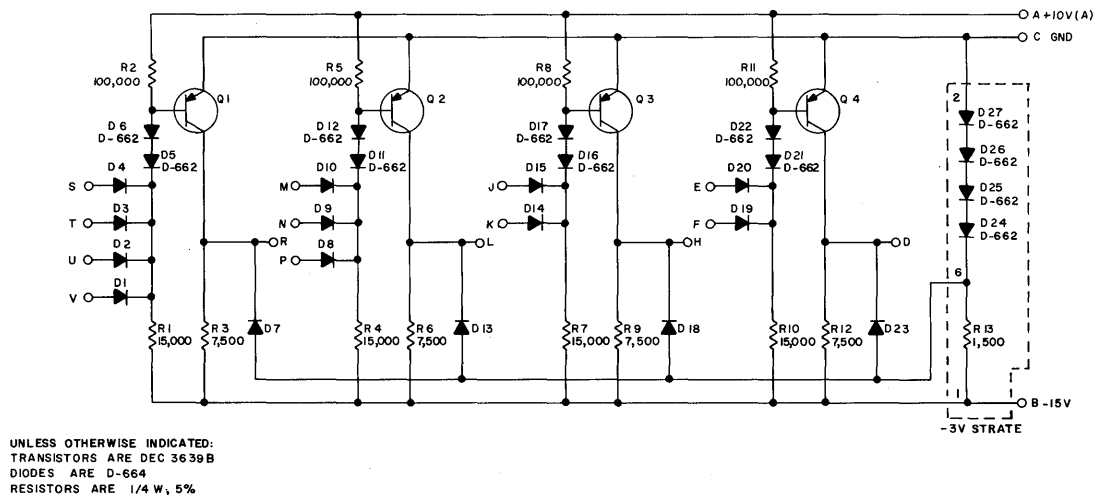 A +10V(A)
C GND
R2
100,000
Q1
R5
100,000
Q2
R8
100,000
Q3
R11
100,000
Q4
2
D27
D-662
D26
D-662
D25
D-662
D24
D-662
6
D6
D-662
D5
D-662
D4
S
D3
T
D2
U
D1
V
D12
D-662
D11
D-662
D10
M
D9
N
D8
P
D17
D-662
D16
D-662
D15
J
D14
K
D22
D-662
D21
D-662
D20
E
D19
F
R
L
H
D
R1
15,000
R3
7,500
D7
R4
15,000
R6
7,500
D13
R7
15,000
R9
7,500
D18
R10
15,000
R12
7,500
D23
R13
1,500
1
B -15V
-3V STRATE
UNLESS OTHERWISE INDICATED:
TRANSISTORS ARE DEC 3639B
DIODES ARE D-664
RESISTORS ARE 1/4 W; 5%